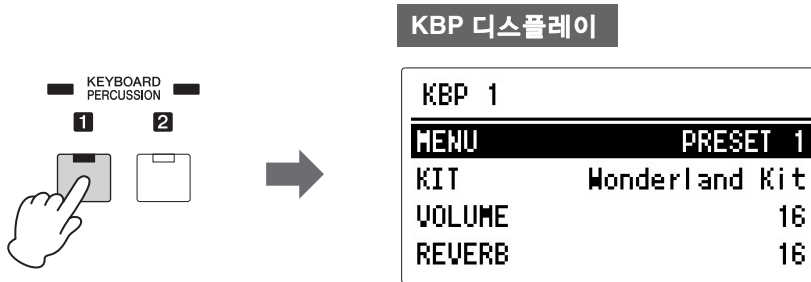 KBP 디스플레이
KEYBOARD
PERCUSSION
1 2
KBP 1
MENU PRESET 1
KIT Wonderland Kit
VOLUME 16
REVERB 16